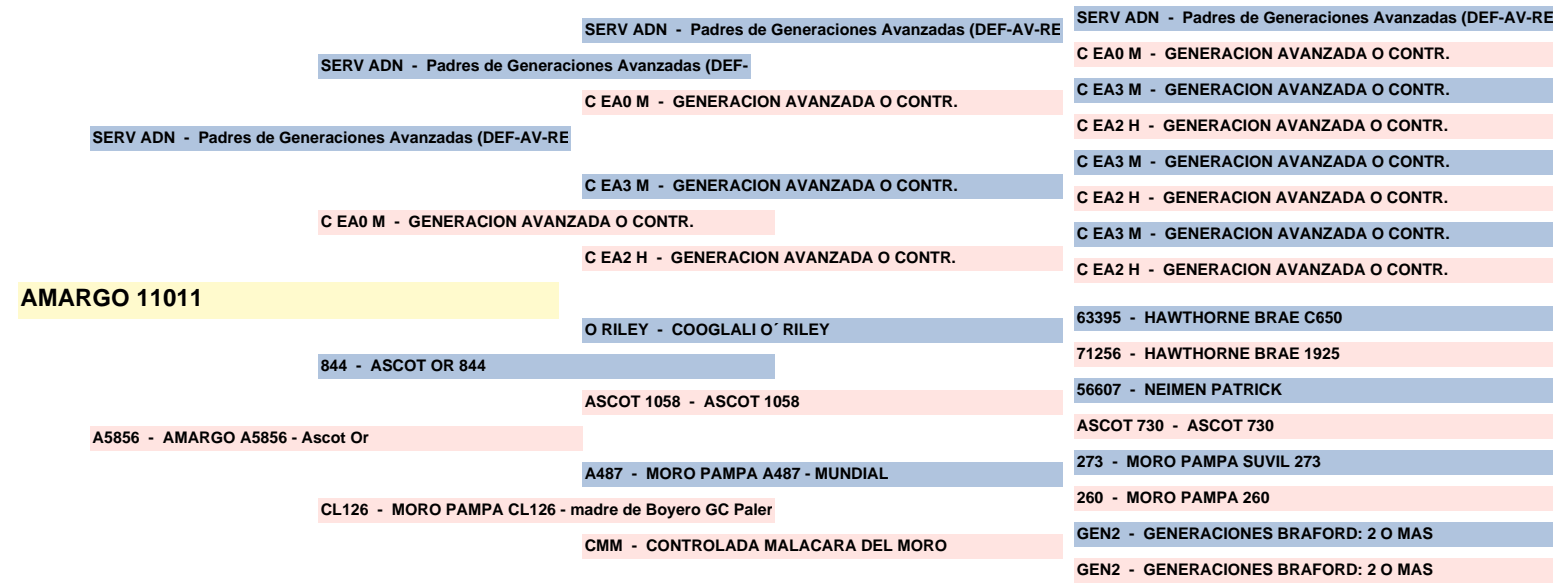 SERV ADN - Padres de Generaciones Avanzadas (DEF-AV-RE
SERV ADN - Padres de Generaciones Avanzadas (DEF-AV-RE
C EA0 M - GENERACION AVANZADA O CONTR.
SERV ADN - Padres de Generaciones Avanzadas (DEF-
C EA3 M - GENERACION AVANZADA O CONTR.
C EA0 M - GENERACION AVANZADA O CONTR.
C EA2 H - GENERACION AVANZADA O CONTR.
SERV ADN - Padres de Generaciones Avanzadas (DEF-AV-RE
C EA3 M - GENERACION AVANZADA O CONTR.
C EA3 M - GENERACION AVANZADA O CONTR.
C EA2 H - GENERACION AVANZADA O CONTR.
C EA0 M - GENERACION AVANZADA O CONTR.
C EA3 M - GENERACION AVANZADA O CONTR.
C EA2 H - GENERACION AVANZADA O CONTR.
C EA2 H - GENERACION AVANZADA O CONTR.
AMARGO 11011
63395 - HAWTHORNE BRAE C650
O RILEY - COOGLALI O´ RILEY
71256 - HAWTHORNE BRAE 1925
844 - ASCOT OR 844
56607 - NEIMEN PATRICK
ASCOT 1058 - ASCOT 1058
ASCOT 730 - ASCOT 730
A5856 - AMARGO A5856 - Ascot Or
273 - MORO PAMPA SUVIL 273
A487 - MORO PAMPA A487 - MUNDIAL
260 - MORO PAMPA 260
CL126 - MORO PAMPA CL126 - madre de Boyero GC Paler
GEN2 - GENERACIONES BRAFORD: 2 O MAS
CMM - CONTROLADA MALACARA DEL MORO
GEN2 - GENERACIONES BRAFORD: 2 O MAS